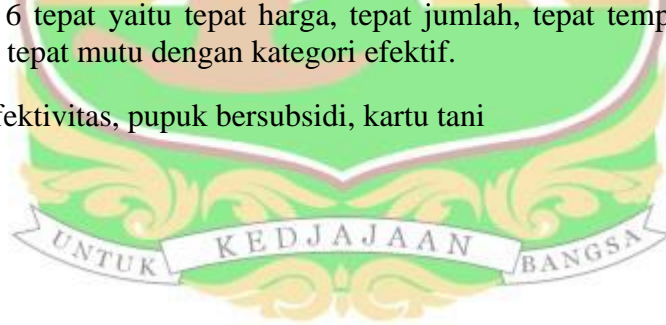 6 tepat yaitu tepat harga, tepat jumlah, tepat
tepat mutu dengan kategori efektif.
fektivitas, pupuk bersubsidi, kartu tani
UNTUK KEDJAJAAN BANGSA